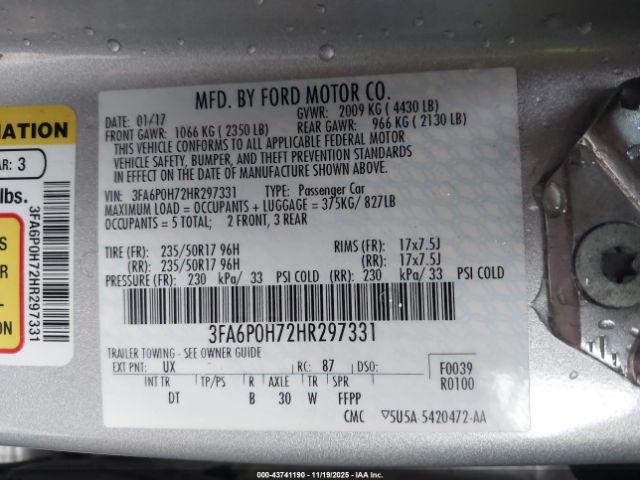 MATION
AR: 3
lbs.
3FA6P0H72HR297331
S
S
ON
MFD. BY FORD MOTOR CO.
DATE: 01/17
GVWR: 2009 KG ( 4430 LB)
FRONT GAWR: 1066 KG ( 2350 LB)
REAR GAWR: 966 KG ( 2130 LB)
THIS VEHICLE CONFORMS TO ALL APPLICABLE FEDERAL MOTOR
VEHICLE SAFETY, BUMPER, AND THEFT PREVENTION STANDARDS
IN EFFECT ON THE DATE OF MANUFACTURE SHOWN ABOVE.
VIN: 3FA6P0H72HR297331 TYPE: Passenger Car
MAXIMUM LOAD = OCCUPANTS + LUGGAGE = 375KG/ 827LB
OCCUPANTS = 5 TOTAL; 2 FRONT, 3 REAR
TIRE (FR): 235/50R17 96H RIMS (FR): 17x7.5J
(RR): 235/50R17 96H (RR): 17x7.5J
PRESSURE (FR): 230 kPa/ 33 PSI COLD (RR): 230 kPa/ 33 PSI COLD
3FA6P0H72HR297331
TRAILER TOWING - SEE OWNER GUIDE
EXT PNT: UX RC: 87 DSO: F0039
INT TR TP/PS R AXLE TR SPR R0100
DT B 30 W FFPP
CMC ▽5U5A 5420472-AA
000-43741190 - 11/19/2025 - IAAI, Inc.